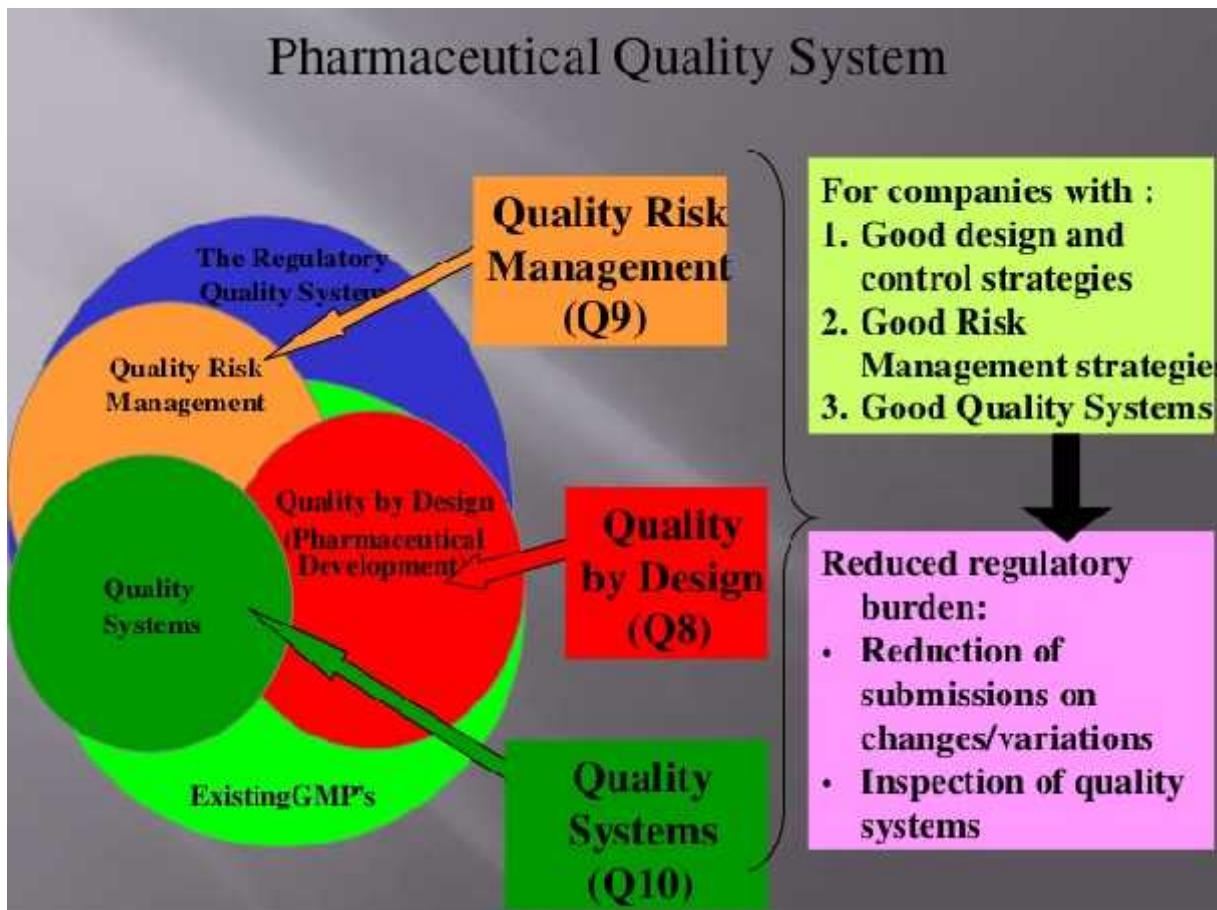 Pharmaceutical Quality System
The Regulatory
Quality System
Quality Risk
Management
Quality by Design
(Pharmaceutical
Development)
Quality
Systems
ExistingGMP's
Quality Risk
Management
(Q9)
Quality
by Design
(Q8)
Quality
Systems
(Q10)
For companies with :
1. Good design and
control strategies
2. Good Risk
Management strategies
3. Good Quality Systems
Reduced regulatory
burden:
• Reduction of
submissions on
changes/variations
• Inspection of quality
systems